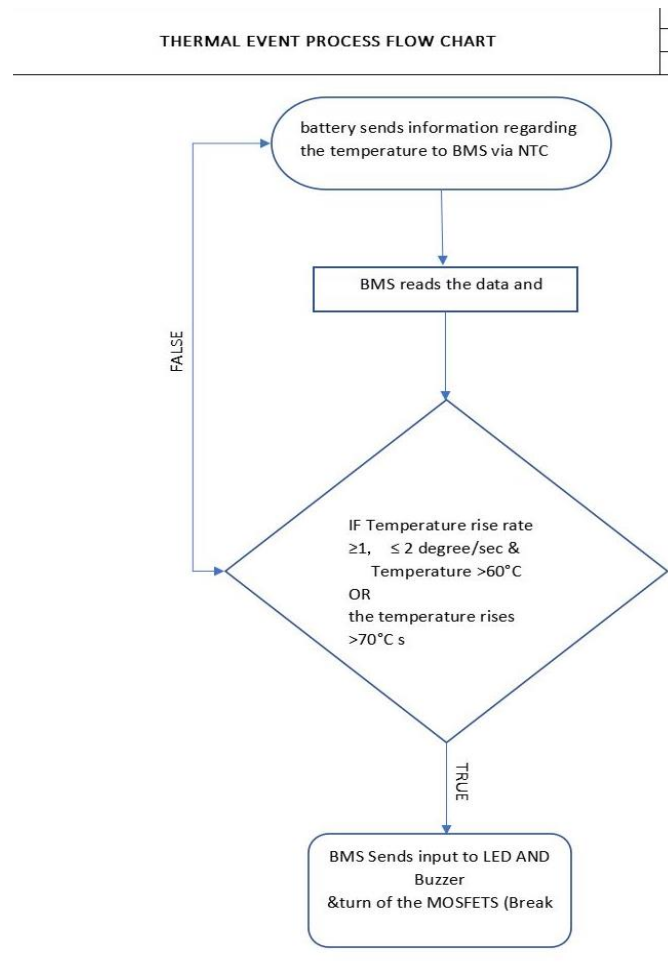 THERMAL EVENT PROCESS FLOW CHART
battery sends information regarding
the temperature to BMS via NTC
BMS reads the data and
FALSE
IF Temperature rise rate
≥1, ≤ 2 degree/sec &
Temperature >60°C
OR
the temperature rises
>70°C s
TRUE
BMS Sends input to LED AND
Buzzer
&turn of the MOSFETS (Break